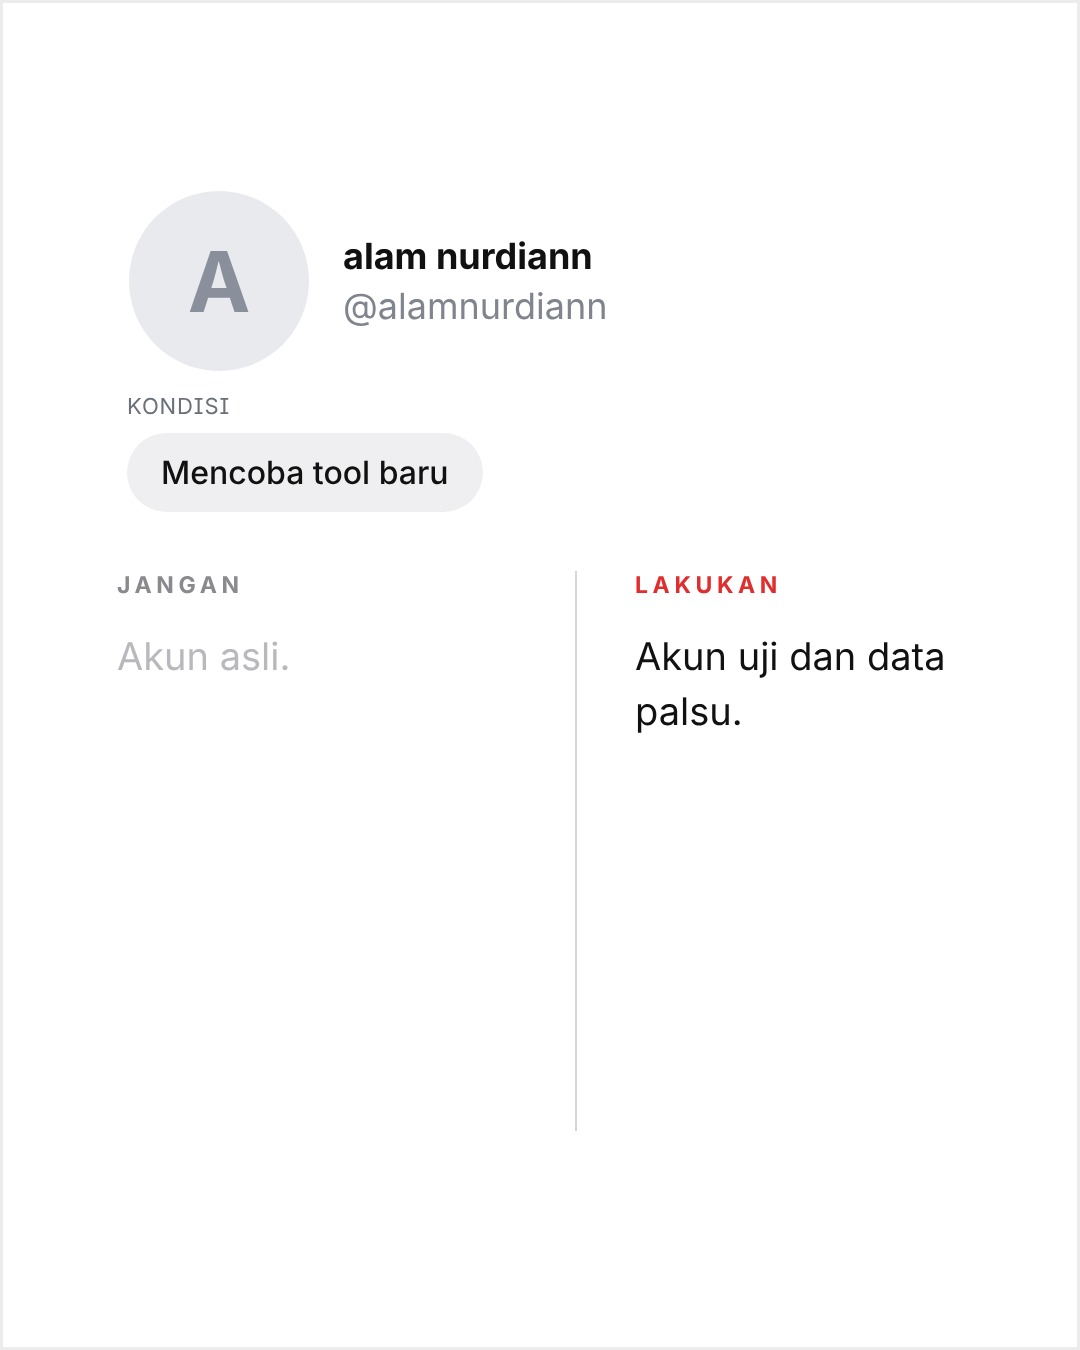 A
alam nurdiann
@alamnurdiann
KONDISI
Mencoba tool baru
JANGAN
Akun asli.
LAKUKAN
Akun uji dan data
palsu.